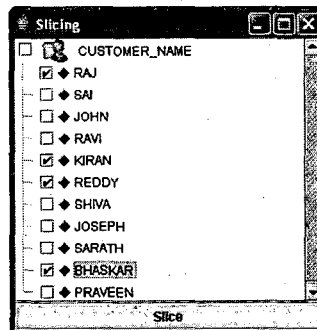 Slicing
CUSTOMER_NAME
RAJ
SAI
JOHN
RAVI
KIRAN
REDDY
SHIVA
JOSEPH
SARATH
BHASKAR
PRAVEEN
Slice